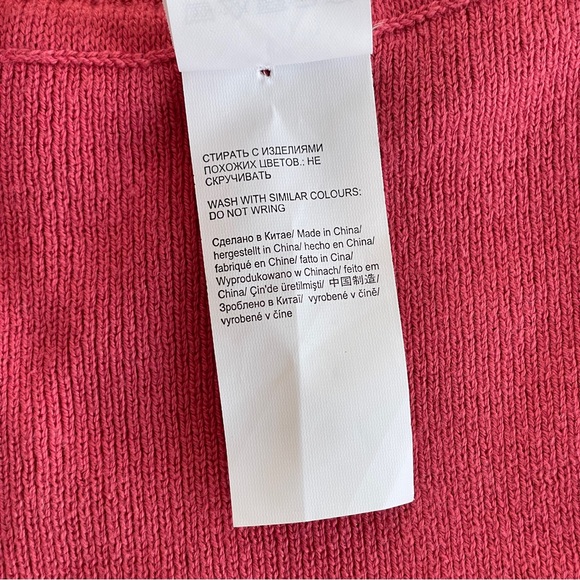 СТИРАТЬ С ИЗДЕЛИЯМИ
ПОХОЖИХ ЦВЕТОВ.: НЕ
СКРУЧИВАТЬ
WASH WITH SIMILAR COLOURS:
DO NOT WRING
Сделано в Китае/ Made in China/
hergestellt in China/ hecho en China/
fabriqué en Chine/ fatto in Cina/
Wyprodukowano w Chinach/ feito em
China/ Çin'de üretilmişti/ 中国制造/
Зроблено в Китаї/ vyrobené v číně/
vyrobené v čine